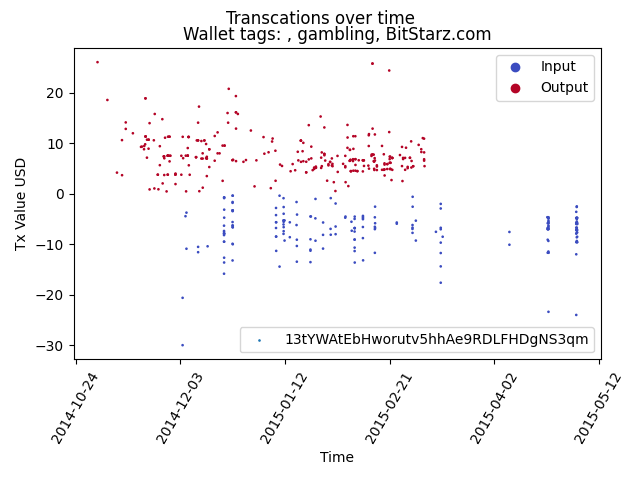 Transcations over time
Wallet tags: , gambling, BitStarz.com
Input
Output
Tx Value USD
20
10
0
−10
−20
−30
13tYWAtEbHworutv5hhAe9RDLFHDgNS3qm
2014-10-24
2014-12-03
2015-01-12
2015-02-21
2015-04-02
2015-05-12
Time